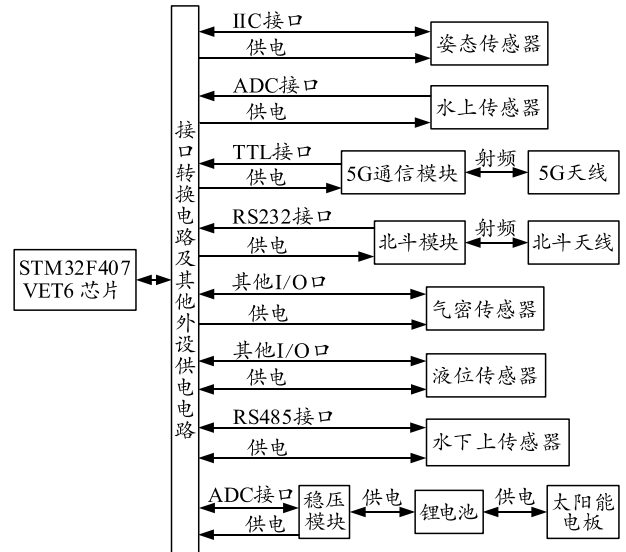 IIC接口
供电
姿态传感器
ADC接口
供电
水上传感器
TTL接口
供电
5G通信模块
射频
5G天线
RS232接口
供电
北斗模块
射频
北斗天线
STM32F407
VET6 芯片
接口转换电路及其他外设供电电路
其他I/O口
供电
气密传感器
其他I/O口
供电
液位传感器
RS485接口
供电
水下上传感器
ADC接口
供电
稳压
模块
供电
锂电池
供电
太阳能
电板